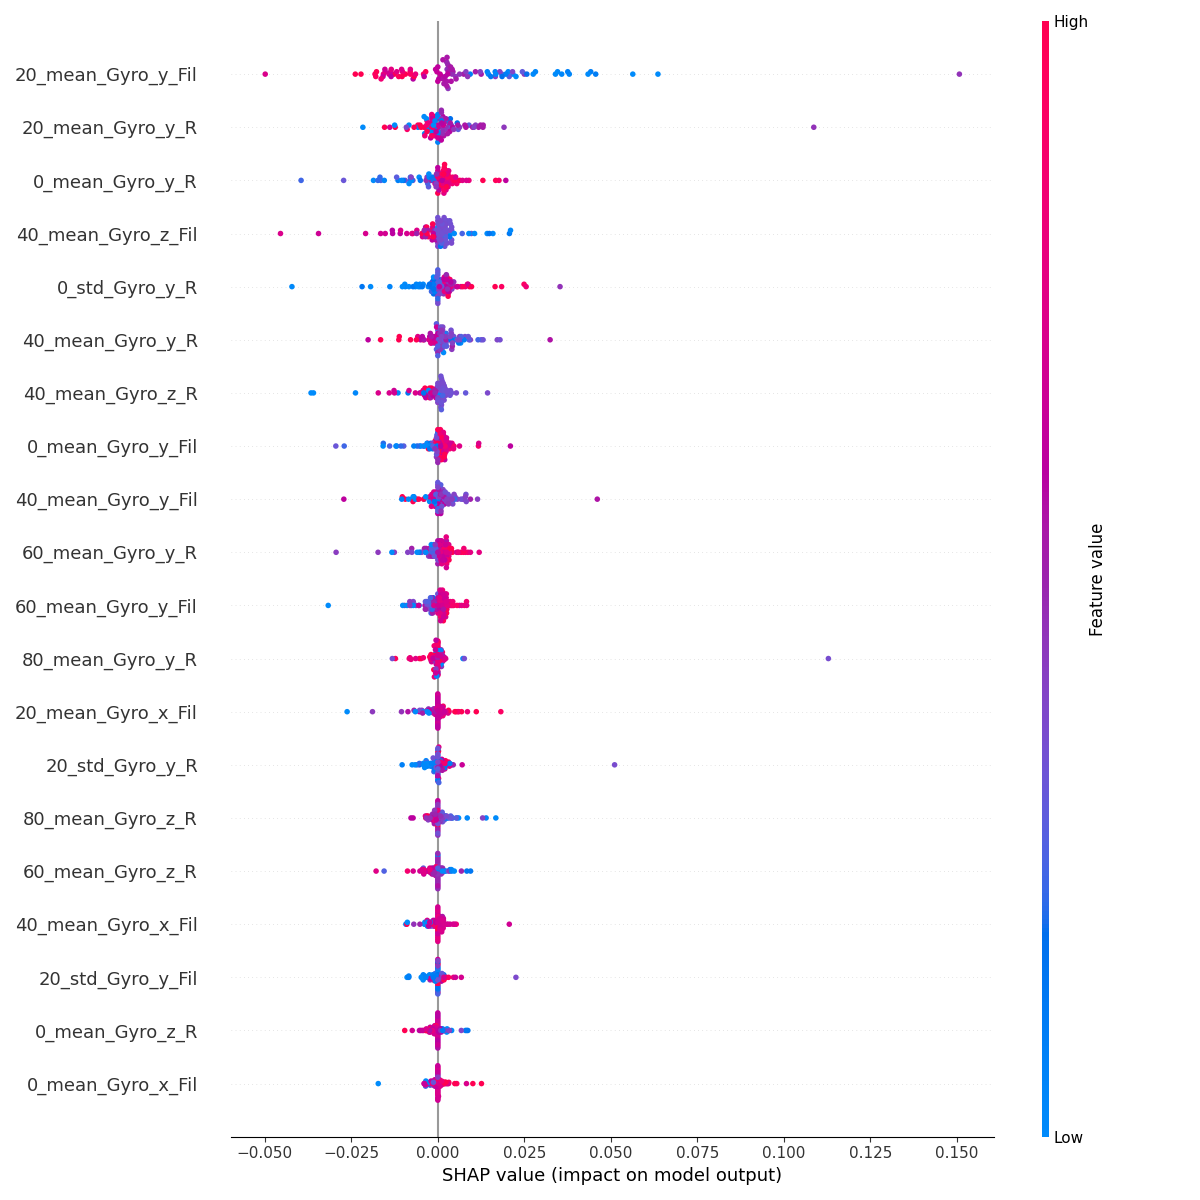 High
20_mean_Gyro_y_Fil
20_mean_Gyro_y_R
0_mean_Gyro_y_R
40_mean_Gyro_z_Fil
0_std_Gyro_y_R
40_mean_Gyro_y_R
40_mean_Gyro_z_R
0_mean_Gyro_y_Fil
40_mean_Gyro_y_Fil
60_mean_Gyro_y_R
60_mean_Gyro_y_Fil
80_mean_Gyro_y_R
20_mean_Gyro_x_Fil
20_std_Gyro_y_R
80_mean_Gyro_z_R
60_mean_Gyro_z_R
40_mean_Gyro_x_Fil
20_std_Gyro_y_Fil
0_mean_Gyro_z_R
0_mean_Gyro_x_Fil
Feature value
Low
−0.050 −0.025 0.000 0.025 0.050 0.075 0.100 0.125 0.150
SHAP value (impact on model output)